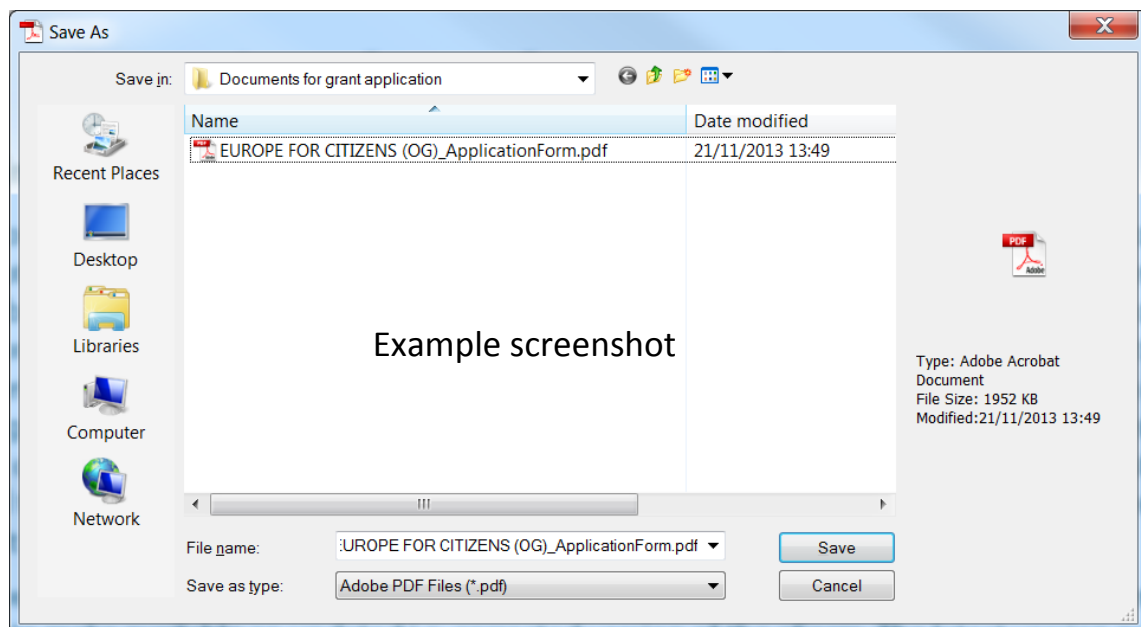 Save As
X
Save in:
Documents for grant application
Name
Date modified
EUROPE FOR CITIZENS (OG)_ApplicationForm.pdf
21/11/2013 13:49
Recent Places
Desktop
Libraries
Computer
Network
Example screenshot
PDF
Adobe
Type: Adobe Acrobat
Document
File Size: 1952 KB
Modified:21/11/2013 13:49
File name:
:UROPE FOR CITIZENS (OG)_ApplicationForm.pdf
Save
Save as type:
Adobe PDF Files (*.pdf)
Cancel